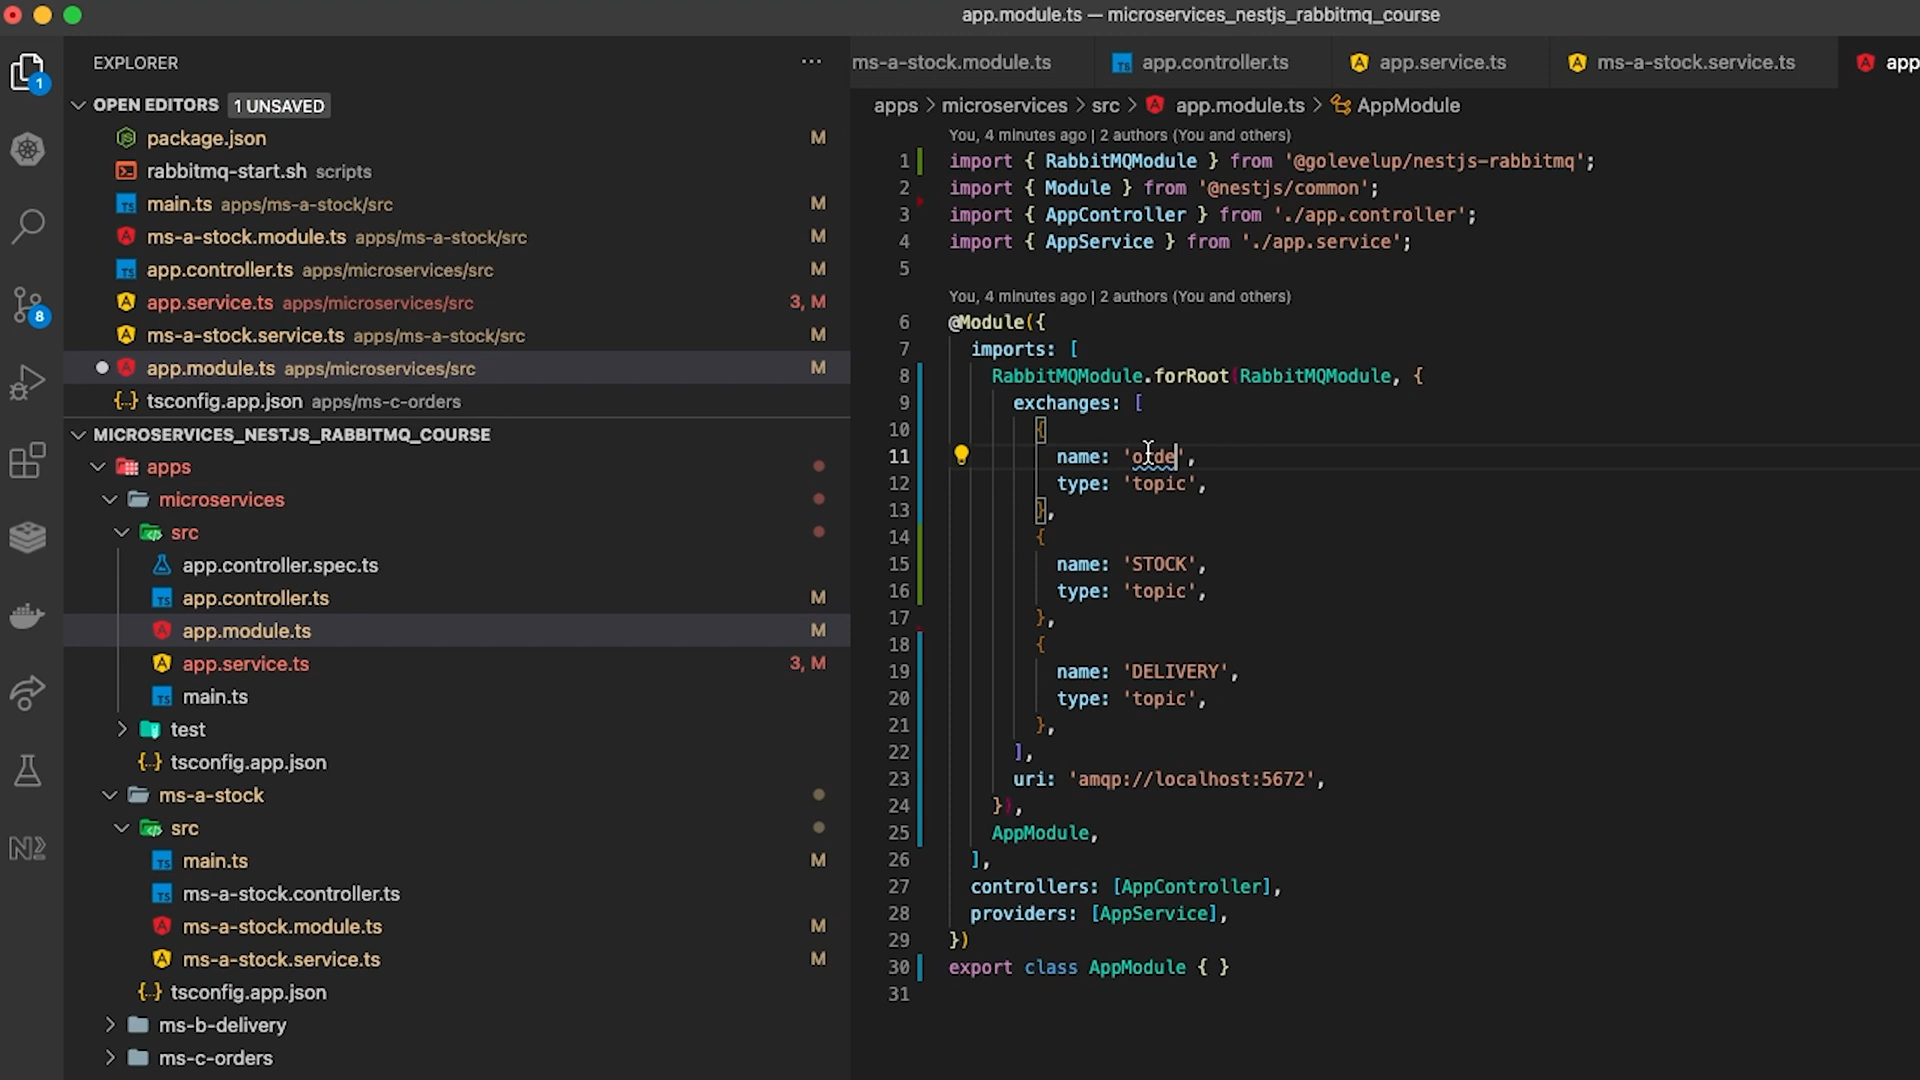 app.module.ts — microservices_nestjs_rabbitmq_course
1
EXPLORER
OPEN EDITORS 1 UNSAVED
package.json M
rabbitmq-start.sh scripts
main.ts apps/ms-a-stock/src M
ms-a-stock.module.ts apps/ms-a-stock/src M
app.controller.ts apps/microservices/src M
app.service.ts apps/microservices/src 3, M
ms-a-stock.service.ts apps/ms-a-stock/src M
app.module.ts apps/microservices/src M
tsconfig.app.json apps/ms-c-orders
8
MICROSERVICES_NESTJS_RABBITMQ_COURSE
apps
microservices
src
app.controller.spec.ts
app.controller.ts M
app.module.ts M
app.service.ts 3, M
main.ts
test
tsconfig.app.json
ms-a-stock
src
main.ts M
ms-a-stock.controller.ts
ms-a-stock.module.ts M
ms-a-stock.service.ts M
tsconfig.app.json
ms-b-delivery
ms-c-orders
ms-a-stock.module.ts app.controller.ts app.service.ts ms-a-stock.service.ts app
apps > microservices > src > app.module.ts > AppModule
You, 4 minutes ago | 2 authors (You and others)
1 import { RabbitMQModule } from '@golevelup/nestjs-rabbitmq';
2 import { Module } from '@nestjs/common';
3 import { AppController } from './app.controller';
4 import { AppService } from './app.service';
5
You, 4 minutes ago | 2 authors (You and others)
6 @Module({
7 imports: [
8 RabbitMQModule.forRoot(RabbitMQModule, {
9 exchanges: [
10 {
11 name: 'orde',
12 type: 'topic',
13 },
14 {
15 name: 'STOCK',
16 type: 'topic',
17 },
18 {
19 name: 'DELIVERY',
20 type: 'topic',
21 },
22 ],
23 uri: 'amqp://localhost:5672',
24 }),
25 AppModule,
26 ],
27 controllers: [AppController],
28 providers: [AppService],
29 })
30 export class AppModule { }
31